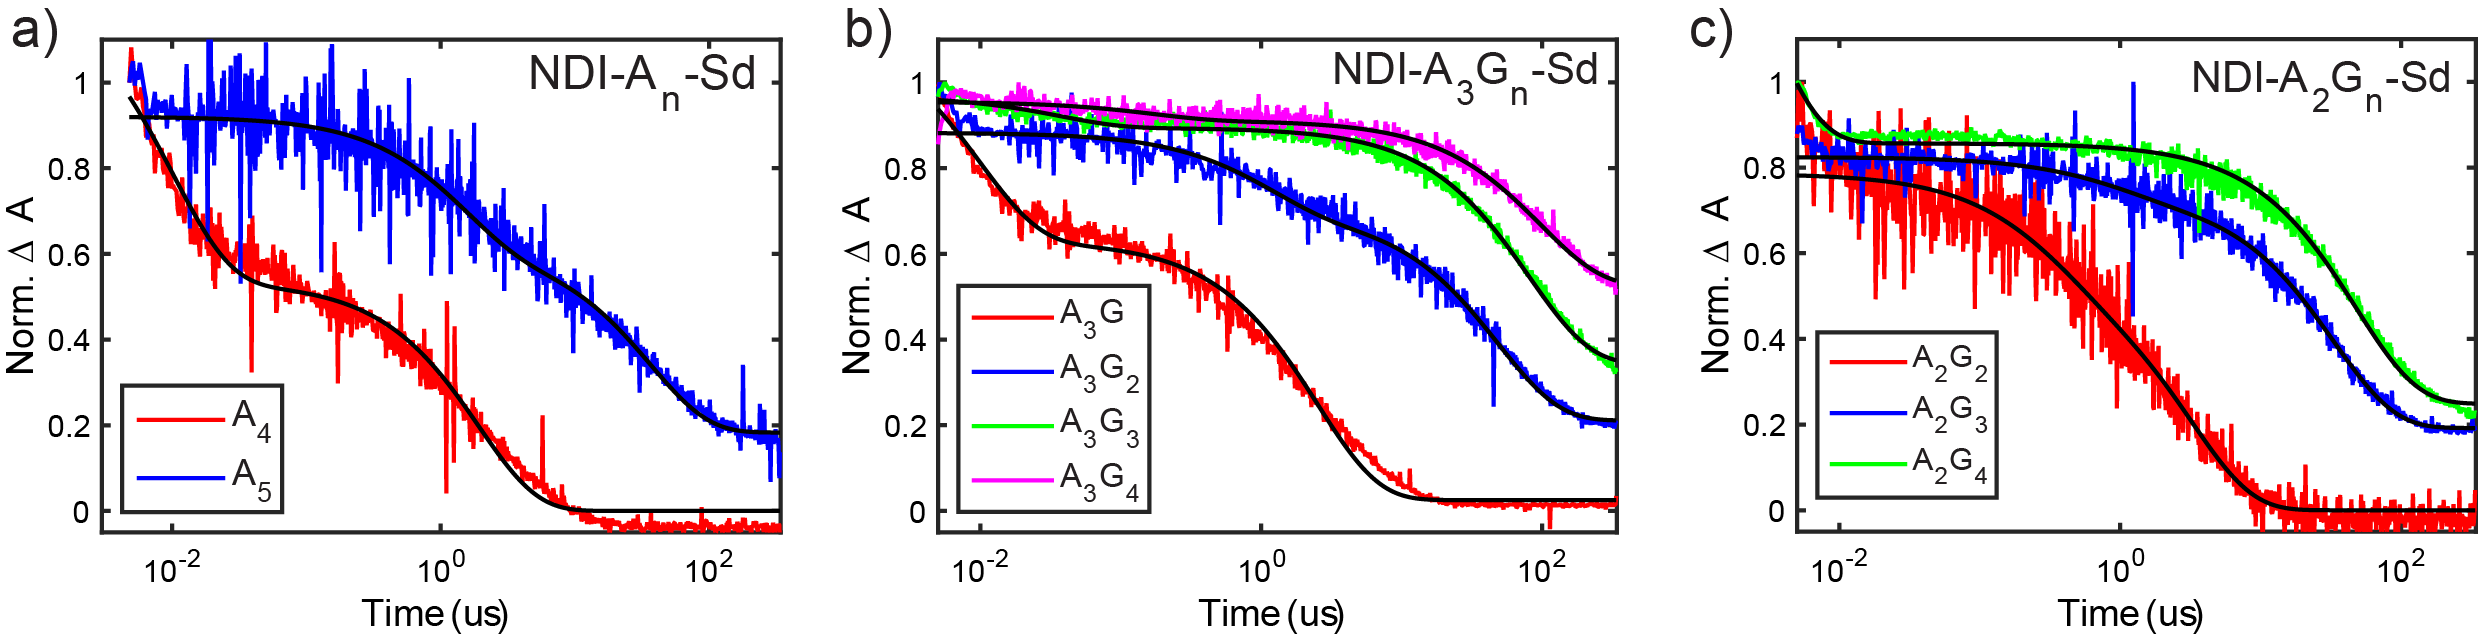 a)
NDI-Aₙ-Sd
Norm. Δ A
1
0.8
0.6
0.4
0.2
0
A₄
A₅
10⁻² 10⁰ 10²
Time (us)
b)
NDI-A₃Gₙ-Sd
Norm. Δ A
1
0.8
0.6
0.4
0.2
0
A₃G
A₃G₂
A₃G₃
A₃G₄
10⁻² 10⁰ 10²
Time (us)
c)
NDI-A₂Gₙ-Sd
Norm. Δ A
1
0.8
0.6
0.4
0.2
0
A₂G₂
A₂G₃
A₂G₄
10⁻² 10⁰ 10²
Time (us)